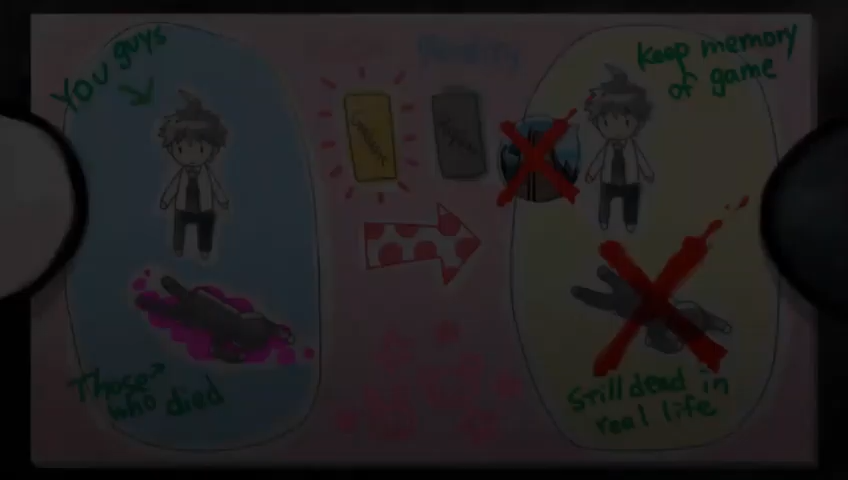 You guys
Keep memory
of game
Those
who died
Still dead in
real life